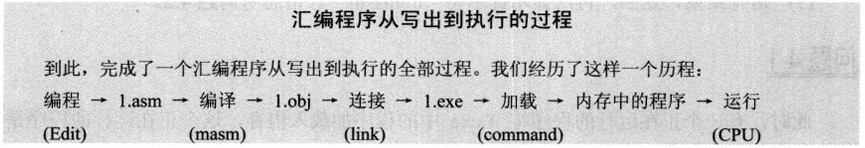 汇编程序从写出到执行的过程
到此，完成了一个汇编程序从写出到执行的全部过程。我们经历了这样一个历程：
编程 → 1.asm → 编译 → 1.obj → 连接 → 1.exe → 加载 → 内存中的程序 → 运行
(Edit) (masm) (link) (command) (CPU)